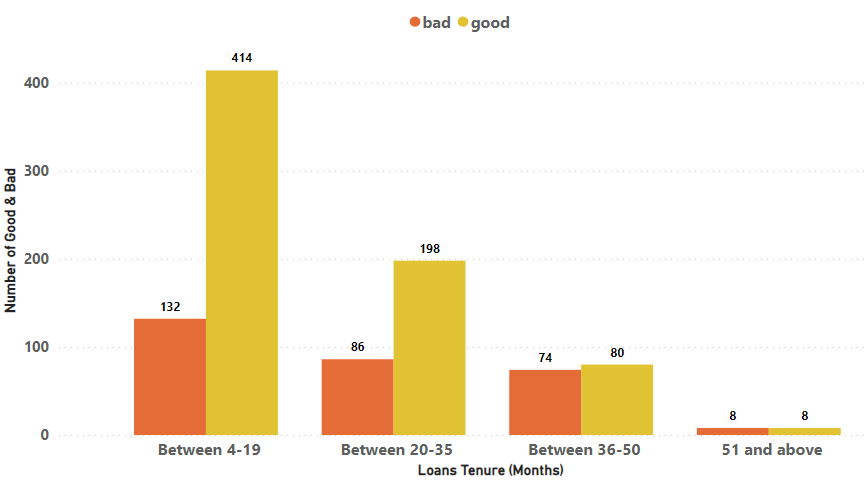 bad good
414
400
300
200
100
0
132
86
198
74
80
8
8
Number of Good & Bad
Between 4-19
Between 20-35
Between 36-50
51 and above
Loans Tenure (Months)